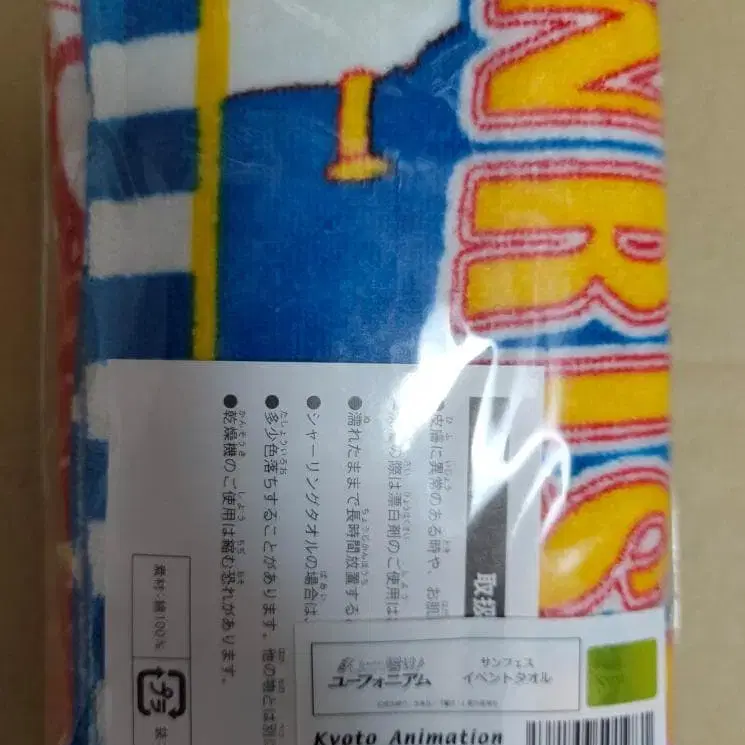 NRIS
取扱
●皮膚に異常のある時や、お肌
の際は漂白剤のご使用は
●濡れたままで長時間放置する
●シャーリングタオルの場合は、
●多少色落ちすることがあります。他の物とは別に
●乾燥機のご使用は縮む恐れがあります。
素材:綿100%
プラ
袋
ユーフォニアム
サンフェス
イベントタオル
Kyoto Animation